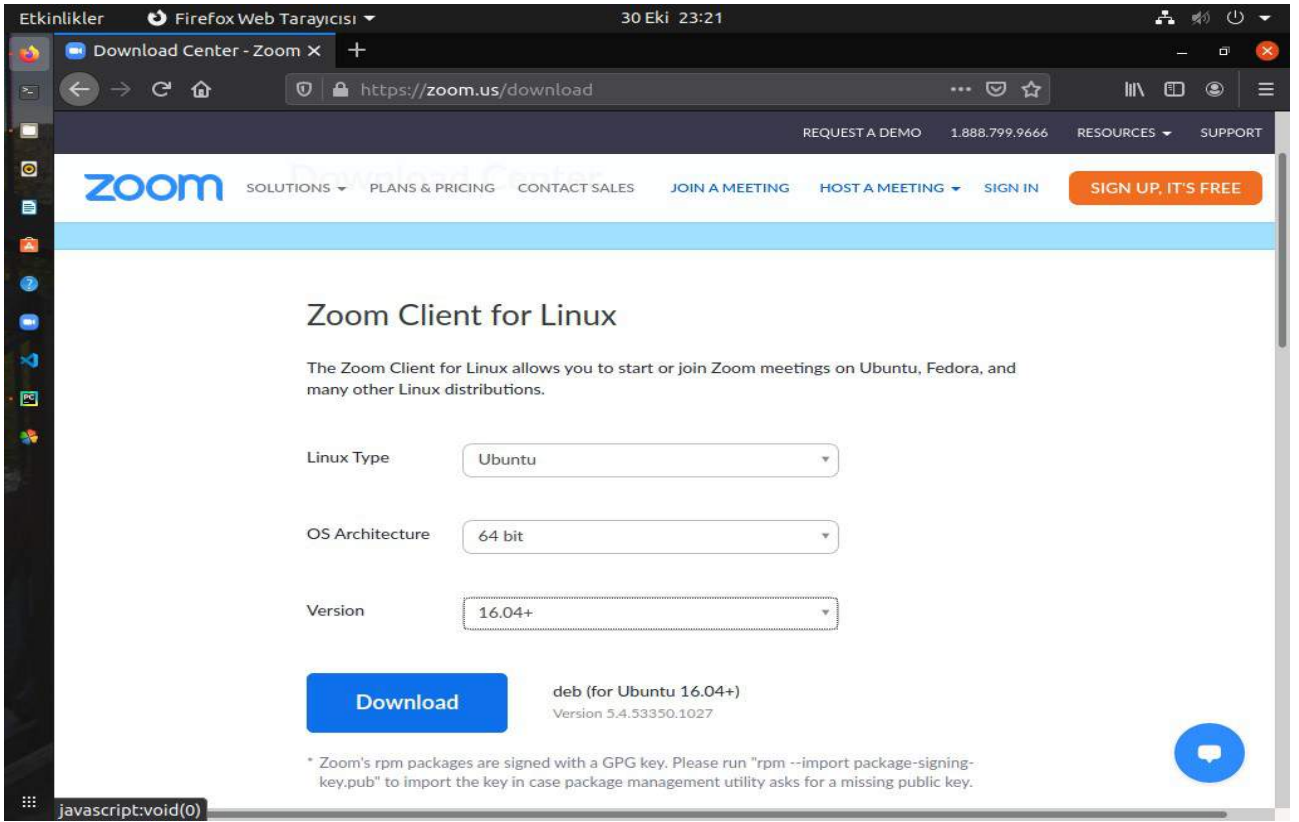 Etkinlikler Firefox Web Tarayıcısı 30 Eki 23:21
Download Center - Zoom
https://zoom.us/download
REQUEST A DEMO 1.888.799.9666 RESOURCES SUPPORT
Download Center
zoom SOLUTIONS PLANS & PRICING CONTACT SALES JOIN A MEETING HOST A MEETING SIGN IN SIGN UP, IT'S FREE
Zoom Client for Linux
The Zoom Client for Linux allows you to start or join Zoom meetings on Ubuntu, Fedora, and
many other Linux distributions.
Linux Type Ubuntu
OS Architecture 64 bit
Version 16.04+
Download deb (for Ubuntu 16.04+)
Version 5.4.53350.1027
* Zoom's rpm packages are signed with a GPG key. Please run "rpm --import package-signing-
key.pub" to import the key in case package management utility asks for a missing public key.
javascript:void(0)